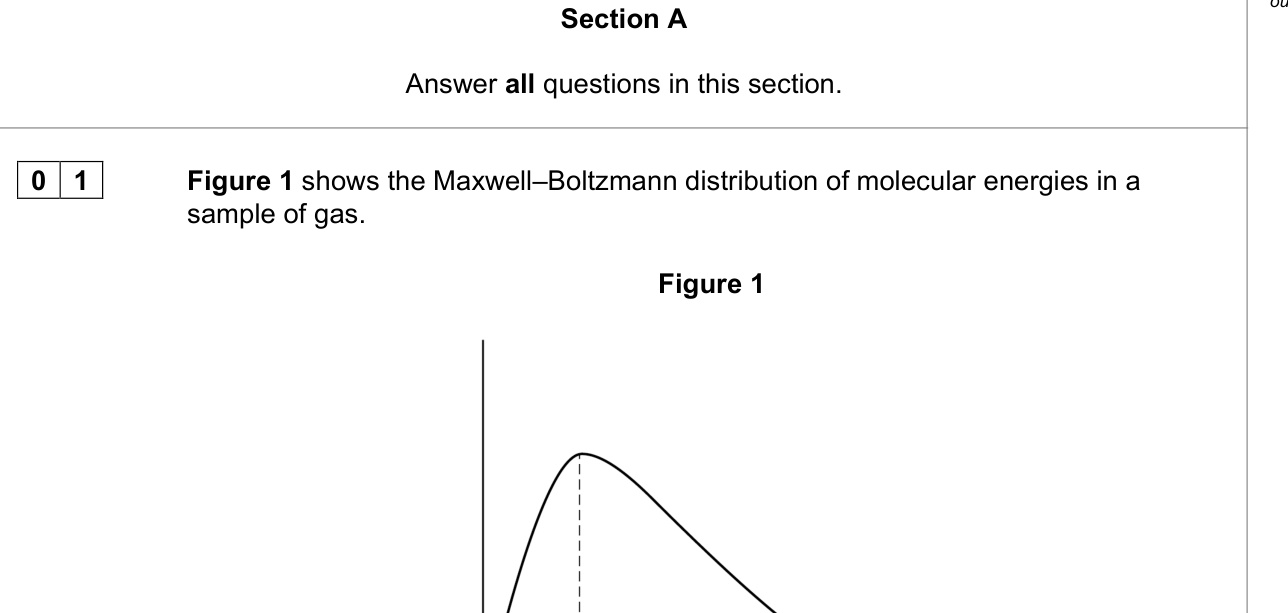 Section A
Answer all questions in this section.
0 1
Figure 1 shows the Maxwell–Boltzmann distribution of molecular energies in a
sample of gas.
Figure 1